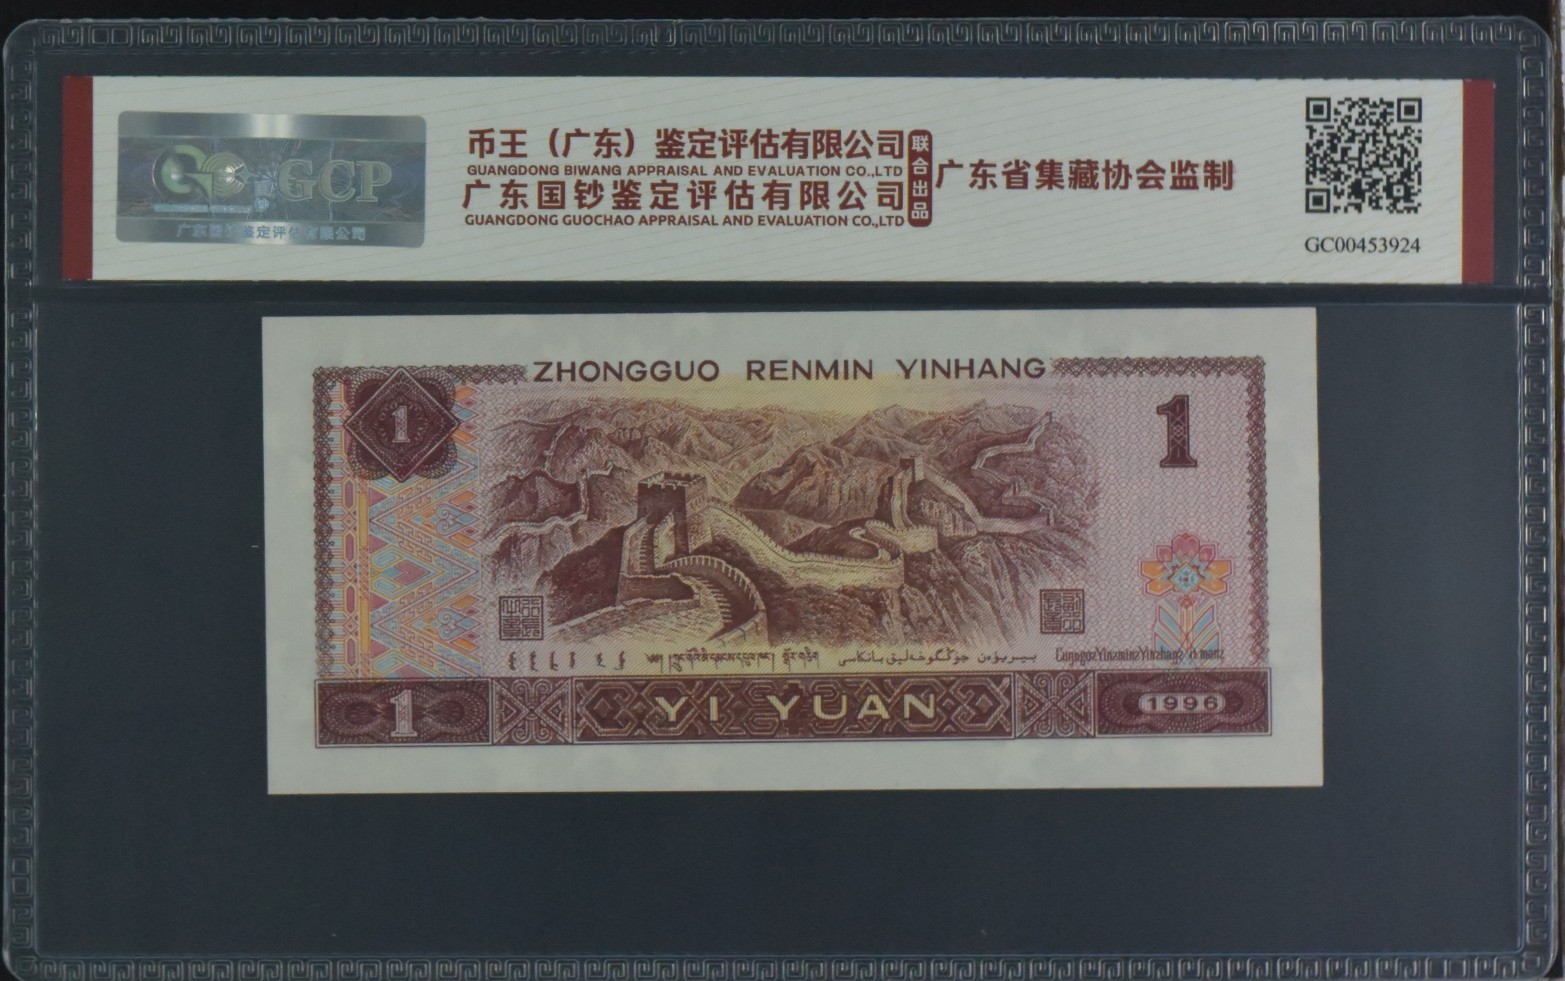 GCP
币王（广东）鉴定评估有限公司
GUANGDONG BIWANG APPRAISAL AND EVALUATION CO.,LTD
广东国钞鉴定评估有限公司
GUANGDONG GUOCHAO APPRAISAL AND EVALUATION CO.,LTD
联合出品
广东省集藏协会监制
GC00453924
ZHONGGUO RENMIN YINHANG
1
1
1
YI YUAN
1996